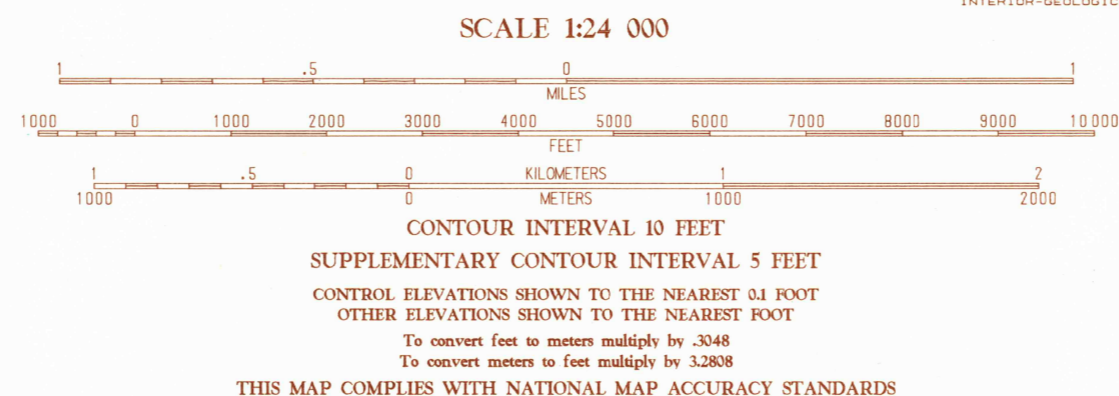 INTERIOR-GEOLOGIC
SCALE 1:24 000
1 .5 0 1
MILES
1000 0 1000 2000 3000 4000 5000 6000 7000 8000 9000 10 000
FEET
1 .5 0 KILOMETERS 1 2
1000 0 METERS 1000 2000
CONTOUR INTERVAL 10 FEET
SUPPLEMENTARY CONTOUR INTERVAL 5 FEET
CONTROL ELEVATIONS SHOWN TO THE NEAREST 0.1 FOOT
OTHER ELEVATIONS SHOWN TO THE NEAREST FOOT
To convert feet to meters multiply by .3048
To convert meters to feet multiply by 3.2808
THIS MAP COMPLIES WITH NATIONAL MAP ACCURACY STANDARDS